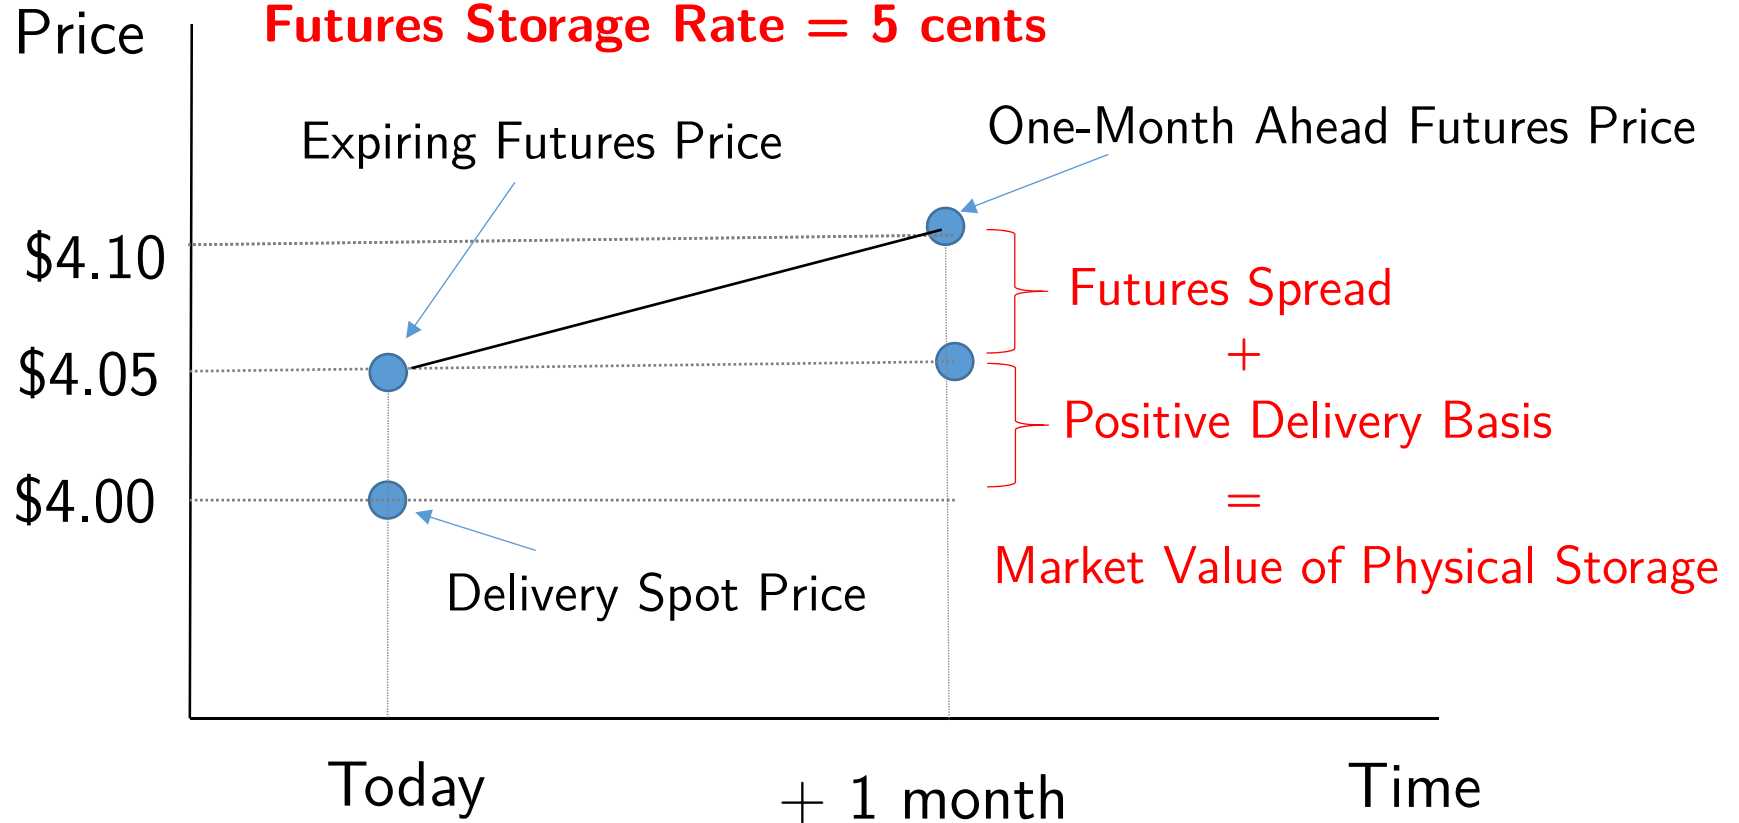 Price
Futures Storage Rate = 5 cents
Expiring Futures Price
One-Month Ahead Futures Price
$4.10
Futures Spread
+
$4.05
Positive Delivery Basis
$4.00
=
Market Value of Physical Storage
Delivery Spot Price
Today
+ 1 month
Time